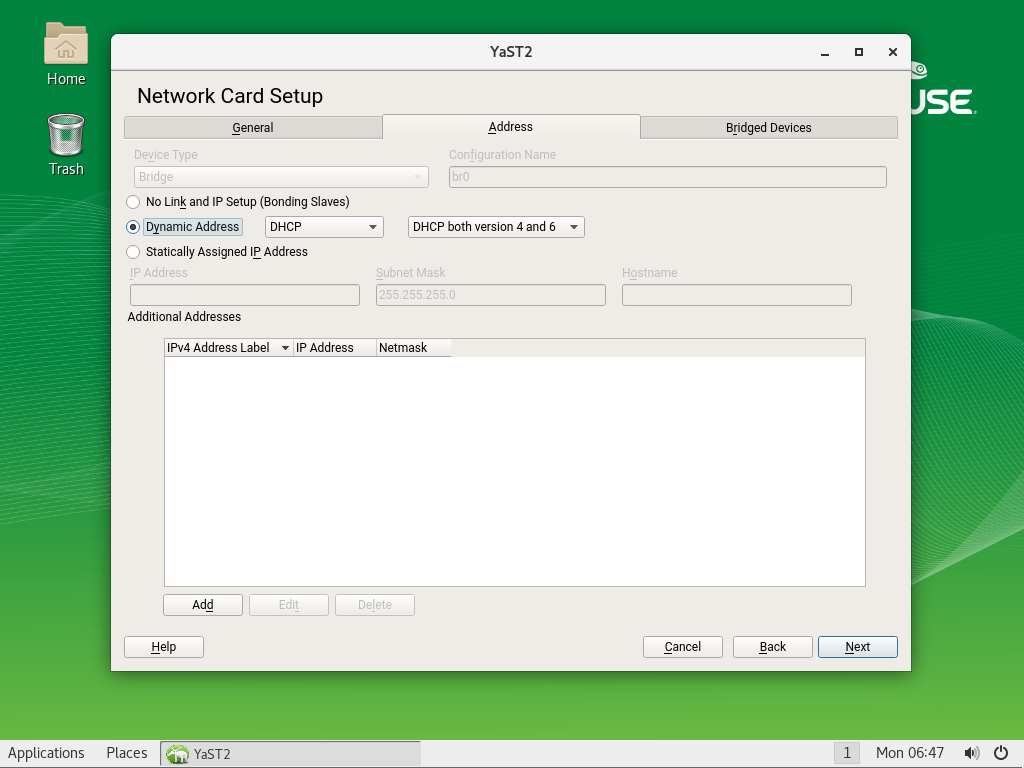 Home
Trash
YaST2
USE
Network Card Setup
General
Address
Bridged Devices
Device Type
Configuration Name
Bridge
br0
No Link and IP Setup (Bonding Slaves)
Dynamic Address
DHCP
DHCP both version 4 and 6
Statically Assigned IP Address
IP Address
Subnet Mask
Hostname
255.255.255.0
Additional Addresses
IPv4 Address Label
IP Address
Netmask
Add
Edit
Delete
Help
Cancel
Back
Next
Applications
Places
YaST2
1
Mon 06:47